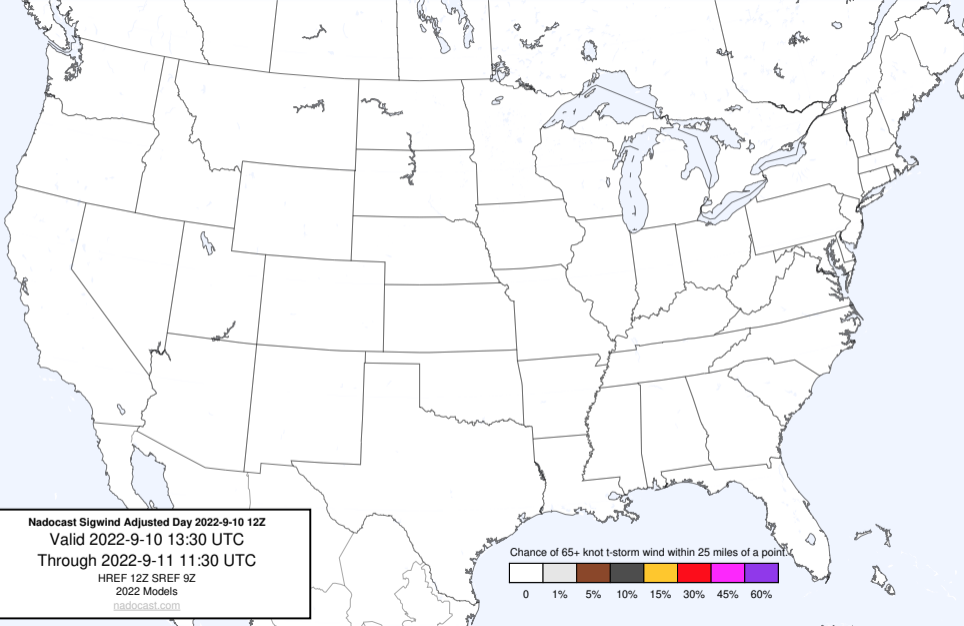 Nadocast Sigwind Adjusted Day 2022-9-10 12Z
Valid 2022-9-10 13:30 UTC
Through 2022-9-11 11:30 UTC
HREF 12Z SREF 9Z
2022 Models
nadocast.com
Chance of 65+ knot t-storm wind within 25 miles of a point.
0 1% 5% 10% 15% 30% 45% 60%